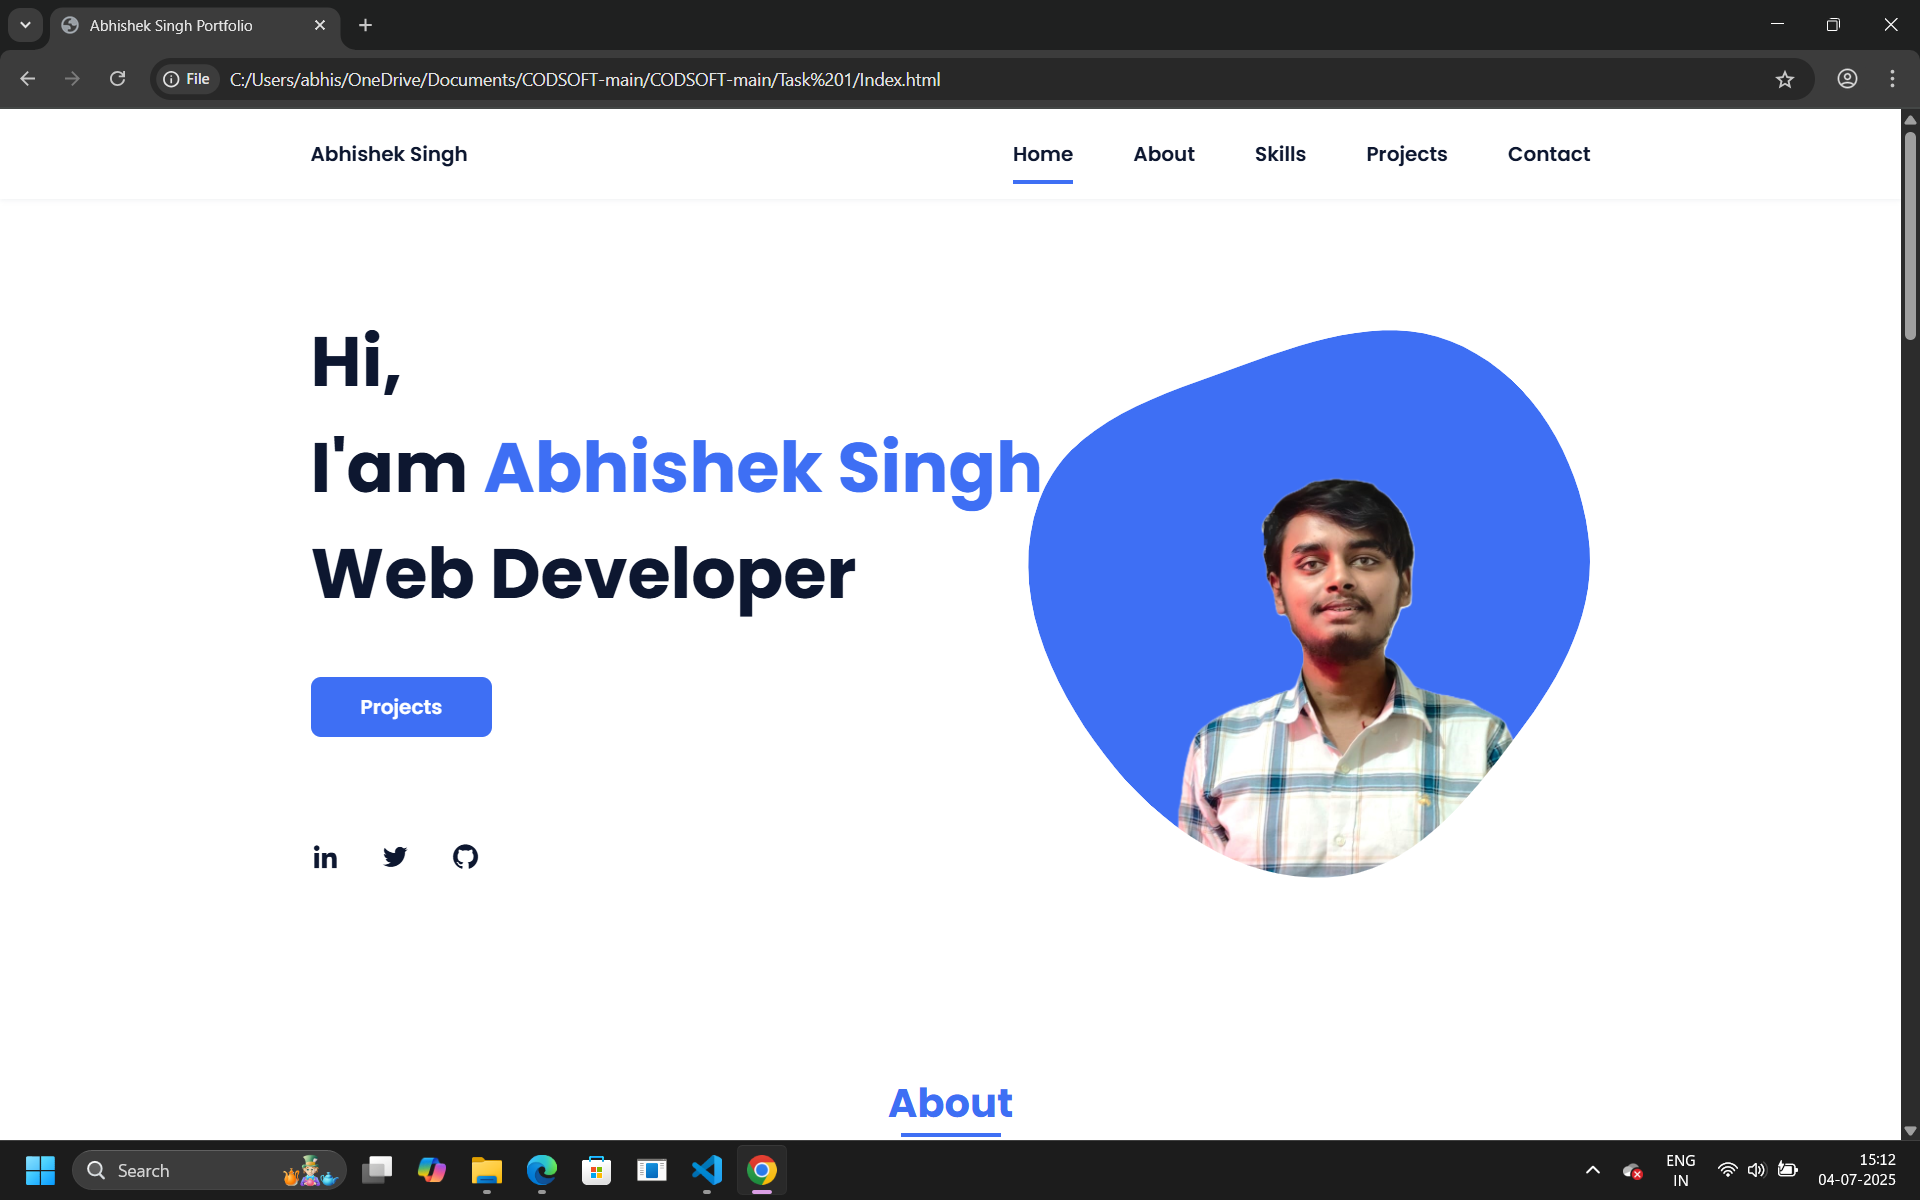 Abhishek Singh Portfolio
File C:/Users/abhis/OneDrive/Documents/CODSOFT-main/CODSOFT-main/Task%201/Index.html
Abhishek Singh Home About Skills Projects Contact
Hi,
I'am Abhishek Singh
Web Developer
Projects
in
About
Search
ENG
IN
15:12
04-07-2025